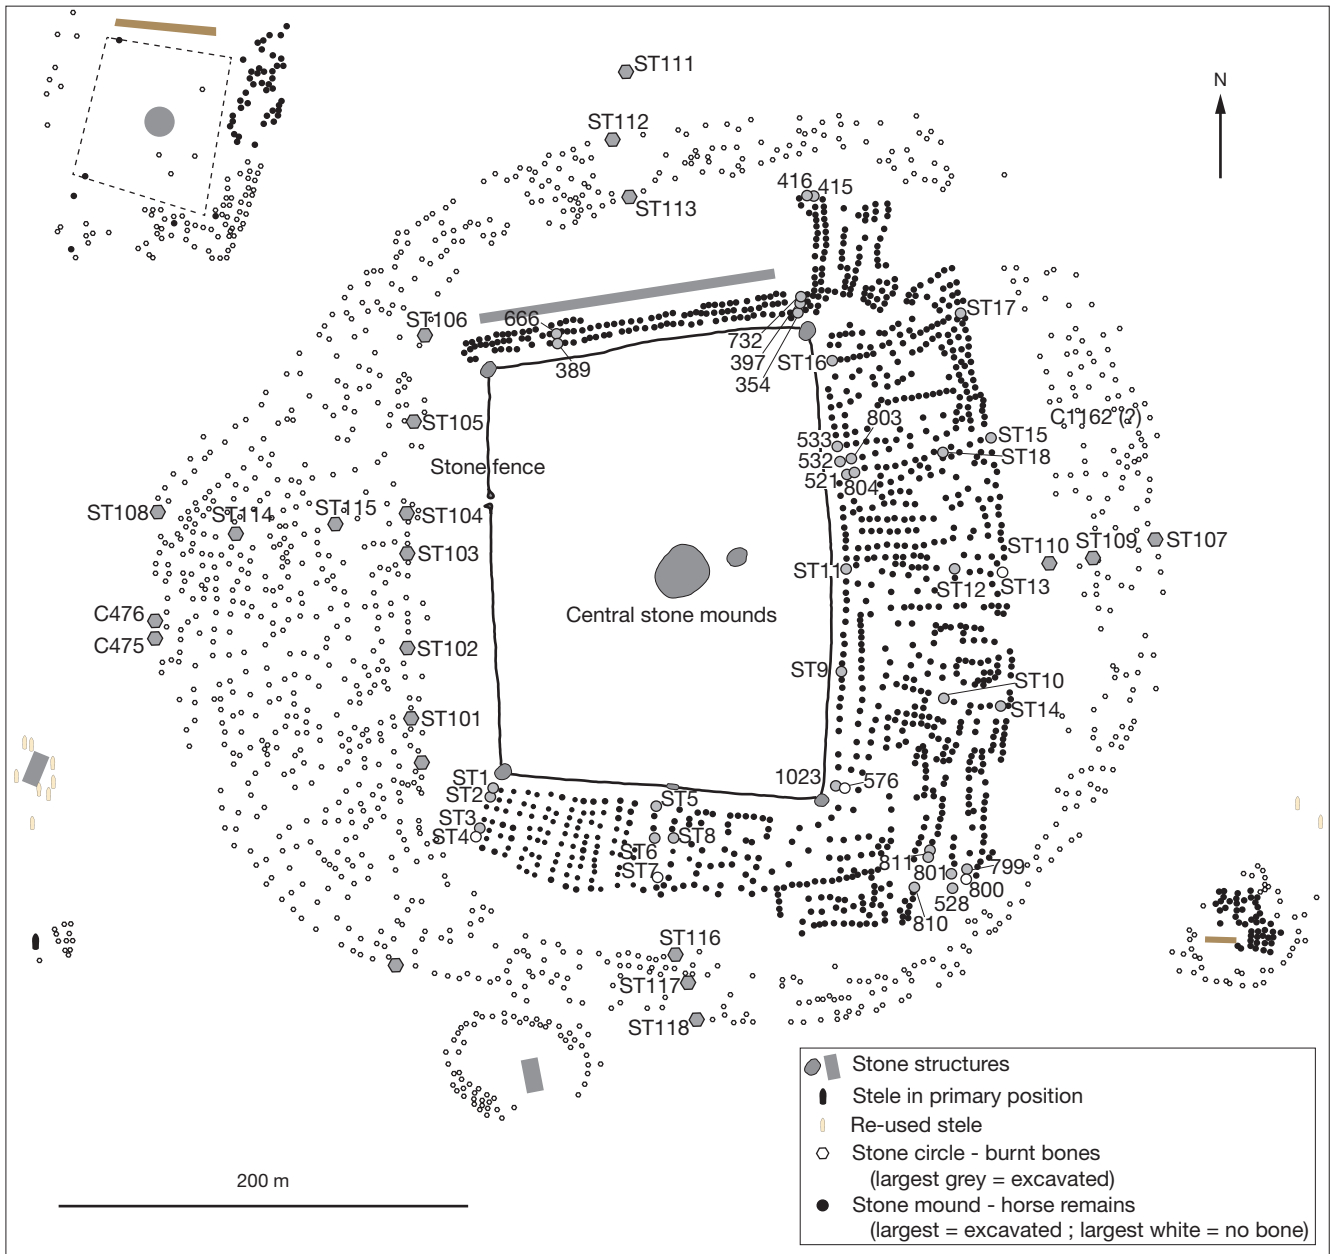 ST111
N
ST112
416
415
ST113
ST17
ST106
666
732
397
354
389
ST16
803
C1162 (?)
ST105
533
ST15
Stone fence
532
ST18
521
804
ST108
ST114
ST115
ST104
ST103
ST110
ST109
ST107
ST11
ST12
ST13
C476
Central stone mounds
C475
ST102
ST9
ST10
ST14
ST101
1023
576
ST1
ST2
ST5
ST3
ST4
ST8
ST6
811
ST7
801
799
800
528
810
ST116
ST117
ST118
Stone structures
Stele in primary position
Re-used stele
Stone circle - burnt bones
(largest grey = excavated)
Stone mound - horse remains
(largest = excavated ; largest white = no bone)
200 m